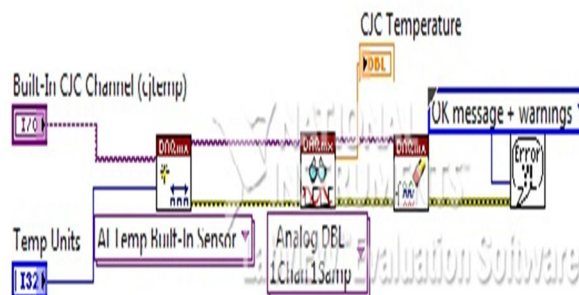 CJC Temperature
DBL
Built-In CJC Channel (cjtemp)
I/O
OK message + warnings
DAQmx
DAQmx
DAQmx
Error
NATIONAL
INSTRUMENTS
AI Temp Built-In Sensor
Analog DBL
1Chan 1Samp
Temp Units
I32
LabVIEW Evaluation Software